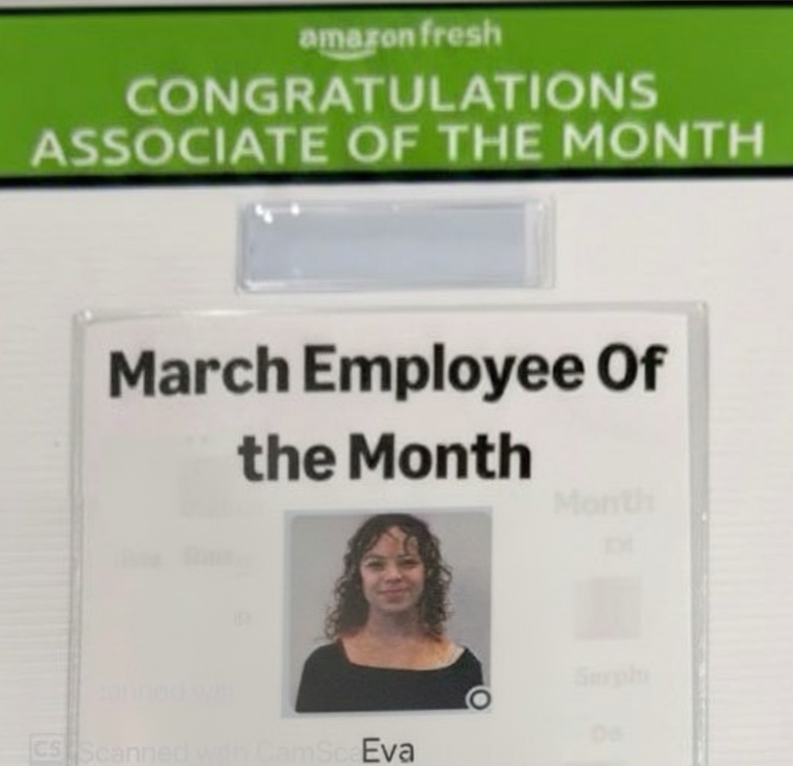 amazon fresh
CONGRATULATIONS
ASSOCIATE OF THE MONTH
March Employee Of
the Month
Month
Eva
CS Scanned with CamSca